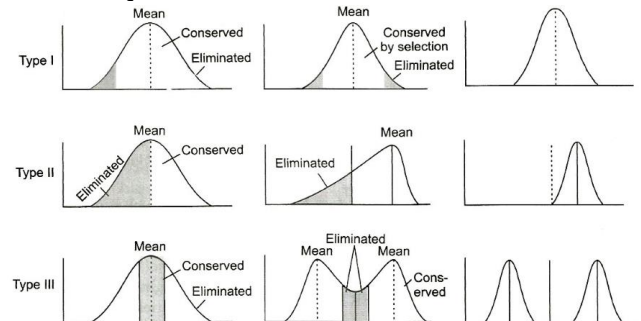 Mean
Conserved
Eliminated
Type I
Mean
Conserved
by selection
Eliminated
Mean
Eliminated
Conserved
Type II
Mean
Eliminated
Mean
Conserved
Eliminated
Type III
Eliminated
Mean
Mean
Cons-
erved